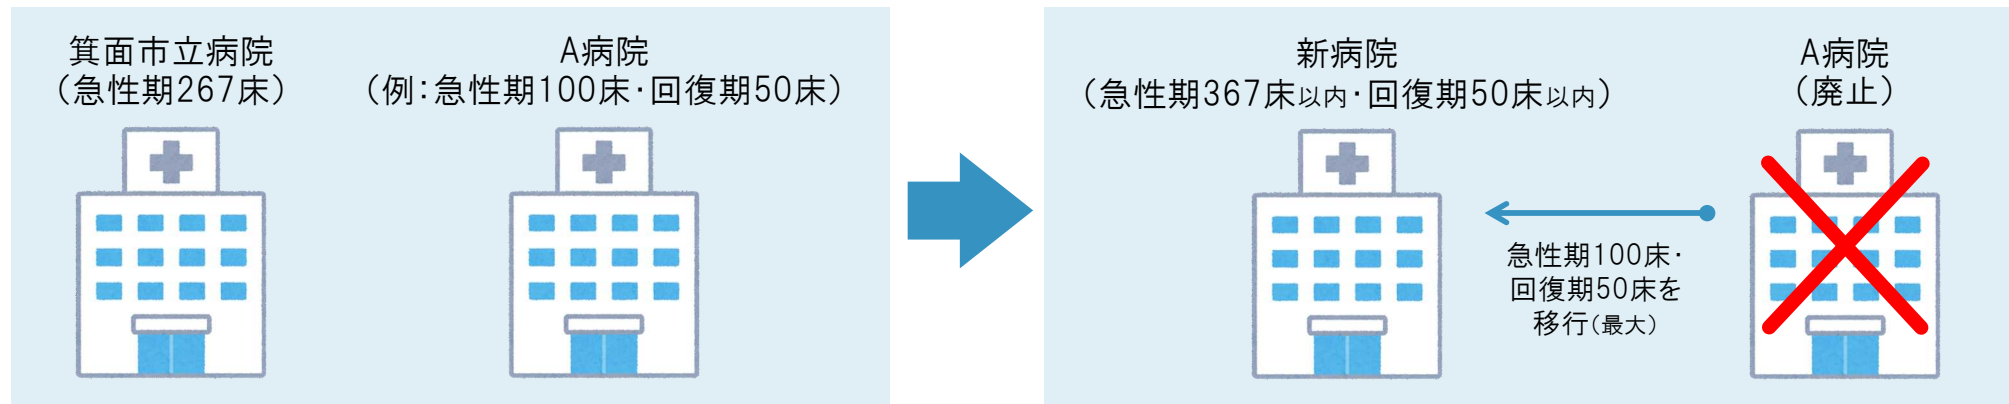 箕面市立病院
（急性期267床）
A病院
（例：急性期100床・回復期50床）
新病院
（急性期367床以内・回復期50床以内）
A病院
（廃止）
急性期100床・
回復期50床を
移行（最大）